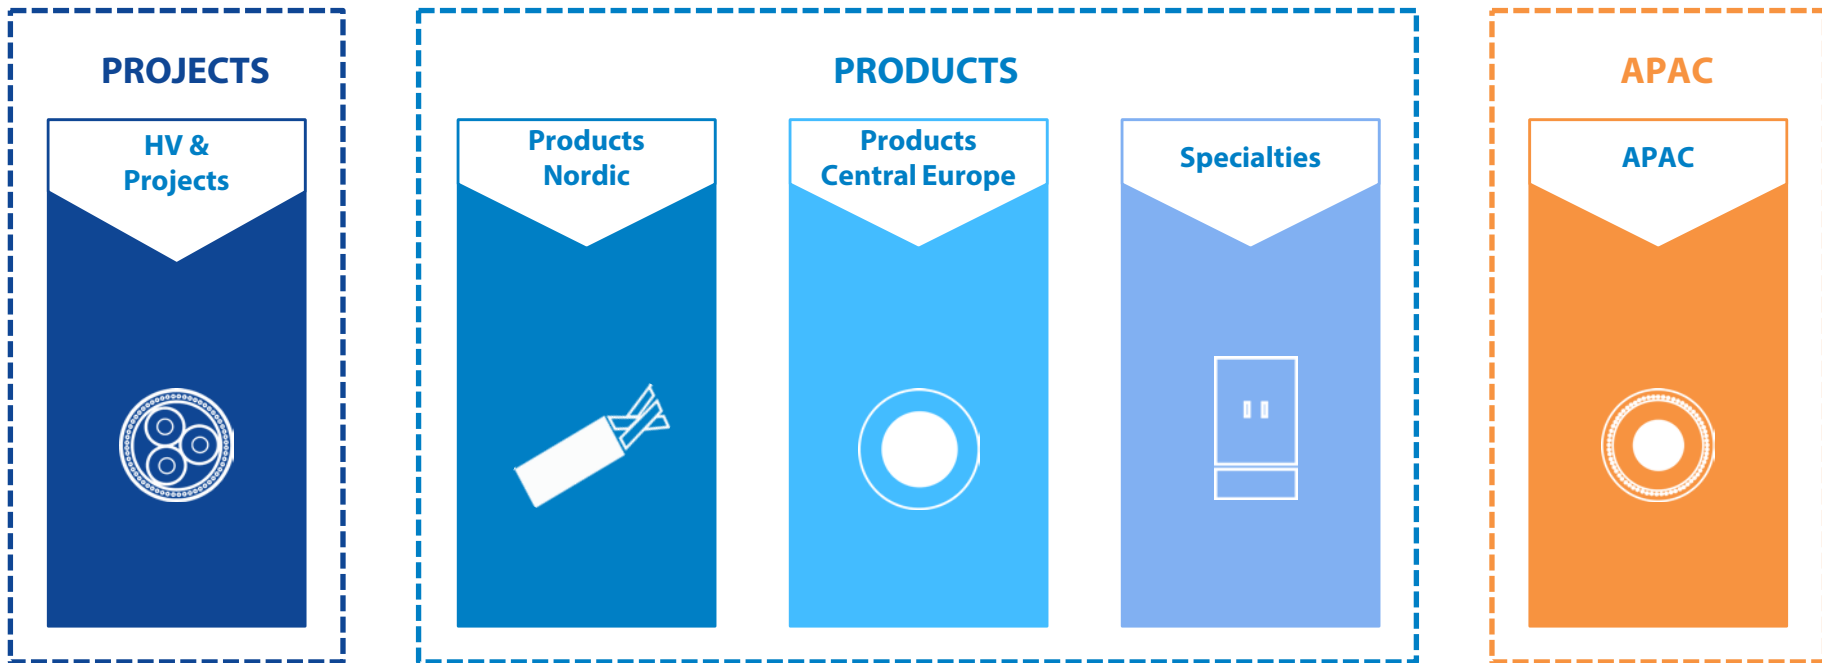 PROJECTS
HV &
Projects
PRODUCTS
Products
Nordic
Products
Central Europe
Specialties
APAC
APAC